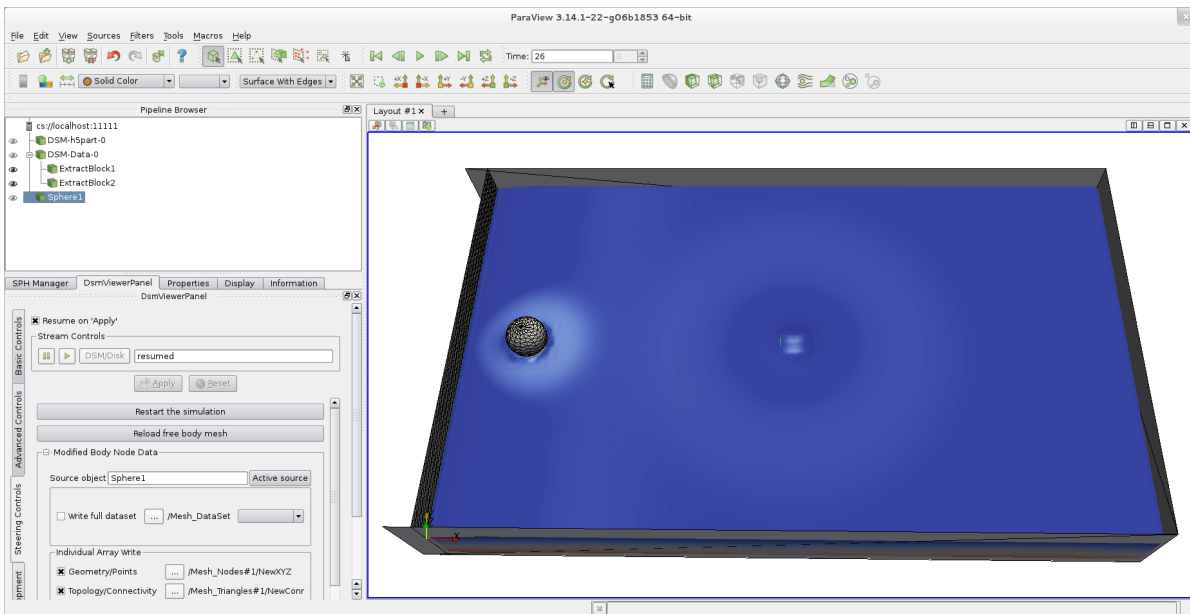 ParaView 3.14.1-22-g06b1853 64-bit
File Edit View Sources Filters Tools Macros Help
Time: 26 0
Solid Color Surface With Edges
Pipeline Browser
Layout #1
cs://localhost:11111
DSM-h5part-0
DSM-Data-0
ExtractBlock1
ExtractBlock2
Sphere1
SPH Manager DsmViewerPanel Properties Display Information
DsmViewerPanel
Basic Controls
Advanced Controls
Steering Controls
pment
Resume on 'Apply'
Stream Controls
DSM/Disk resumed
Apply Reset
Restart the simulation
Reload free body mesh
Modified Body Node Data
Source object Sphere1 Active source
Write full dataset ... /Mesh_DataSet
Individual Array Write
Geometry/Points ... /Mesh_Nodes#1/NewXYZ
Topology/Connectivity ... /Mesh_Triangles#1/NewConr
X